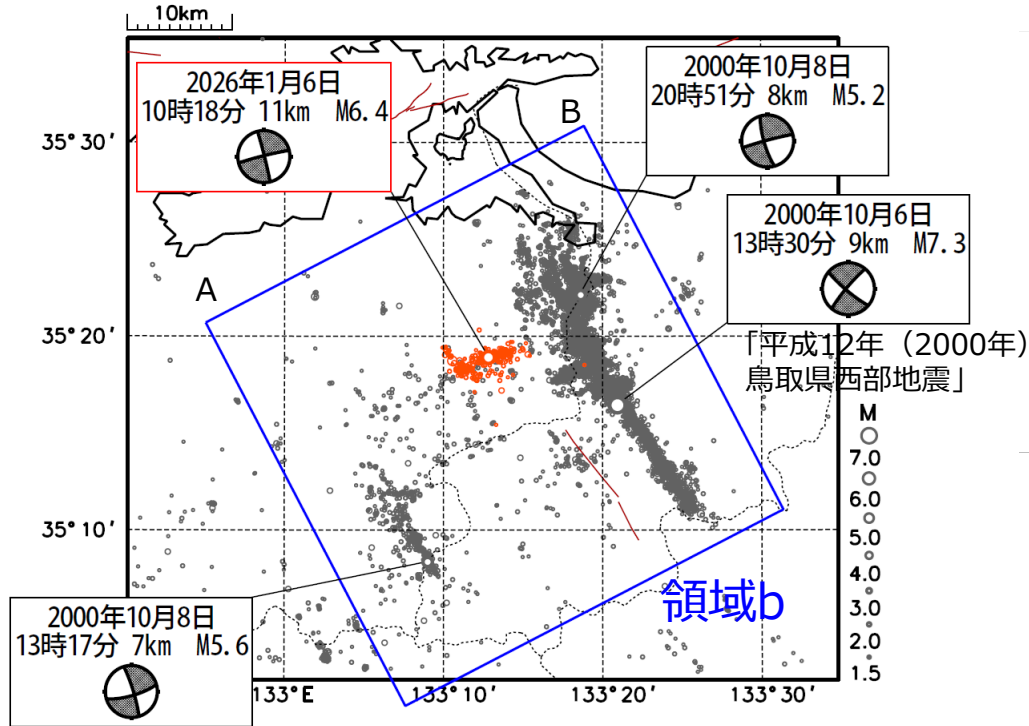 10km
2026年1月6日
10時18分 11km M6.4
2000年10月8日
20時51分 8km M5.2
B
35°30′
2000年10月6日
13時30分 9km M7.3
A
35°20′
「平成12年（2000年）
鳥取県西部地震」
M
7.0
6.0
5.0
4.0
3.0
2.0
1.5
35°10′
領域b
2000年10月8日
13時17分 7km M5.6
133°E
133°10′
133°20′
133°30′